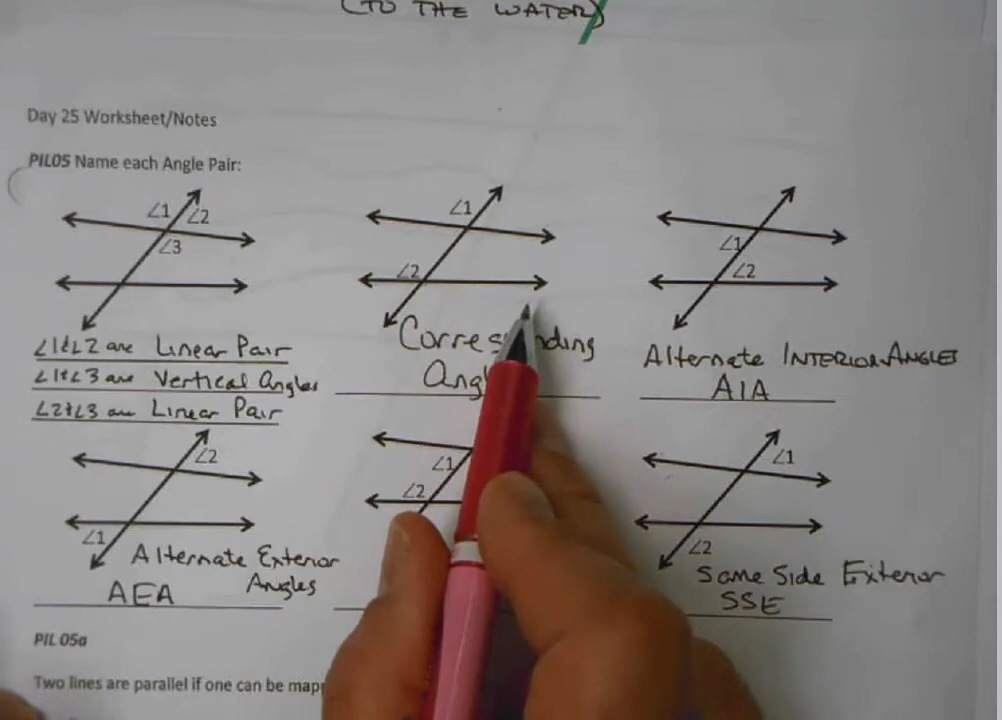 (TO THE WATER)
Day 25 Worksheet/Notes
PIL05 Name each Angle Pair:
∠1 ∠2
∠3
∠1
∠2
∠1
∠2
∠1&∠2 are Linear Pair
∠1&∠3 are Vertical Angles
∠2&∠3 are Linear Pair
Corresponding
Alternate INTERIOR ANGLES
AIA
∠2
∠1
Alternate Exterior
Angles
AEA
∠1
∠2
∠1
∠2
Same Side Exterior
SSE
PIL 05a
Two lines are parallel if one can be